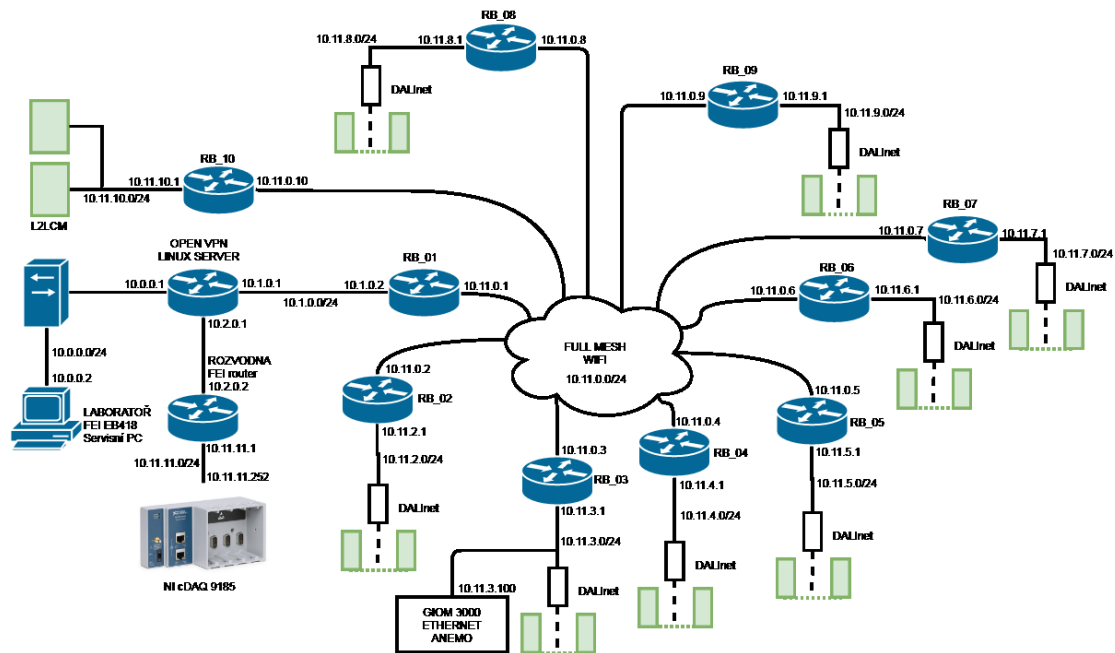 RB_08
10.11.8.0/24
10.11.8.1
10.11.0.8
DALInet
RB_09
10.11.0.9
10.11.9.1
10.11.9.0/24
DALInet
RB_10
10.11.10.1
10.11.0.10
10.11.10.0/24
L2LCM
RB_07
10.11.0.7
10.11.7.1
10.11.7.0/24
DALInet
OPEN VPN
LINUX SERVER
10.0.0.1
10.1.0.1
10.1.0.0/24
10.2.0.1
RB_01
10.1.0.2
10.11.0.1
RB_06
10.11.0.6
10.11.6.1
10.11.6.0/24
DALInet
10.0.0.0/24
10.0.0.2
LABORATOŘ
FEI EB418
Servisní PC
ROZVODNA
FEI router
10.2.0.2
10.11.11.1
10.11.11.0/24
10.11.11.252
NI cDAQ 9185
FULL MESH
WIFI
10.11.0.0/24
10.11.0.2
RB_02
10.11.2.1
10.11.2.0/24
DALInet
10.11.0.3
RB_03
10.11.3.1
10.11.3.0/24
DALInet
10.11.3.100
GIOM 3000
ETHERNET
ANEMO
10.11.0.4
RB_04
10.11.4.1
10.11.4.0/24
DALInet
10.11.0.5
RB_05
10.11.5.1
10.11.5.0/24
DALInet